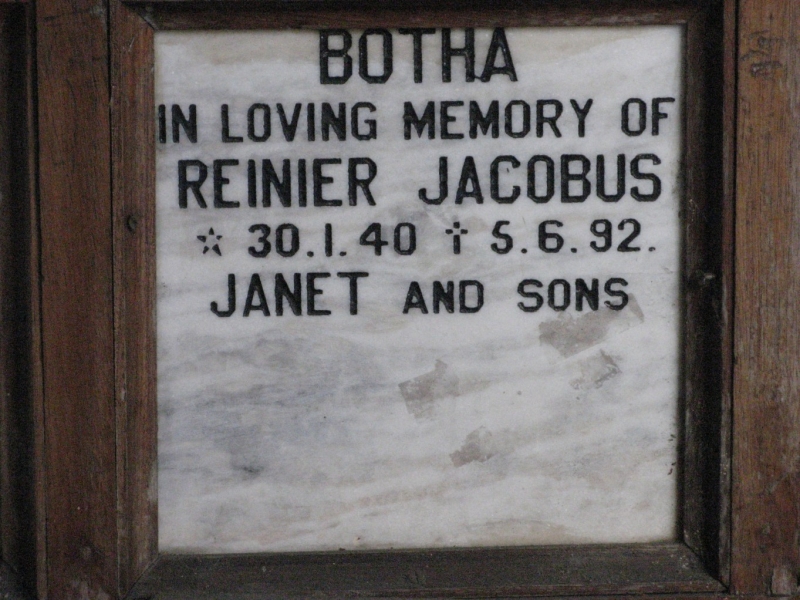 BOTHA
IN LOVING MEMORY OF
REINIER JACOBUS
☆ 30.1.40 ✝ 5.6.92.
JANET AND SONS